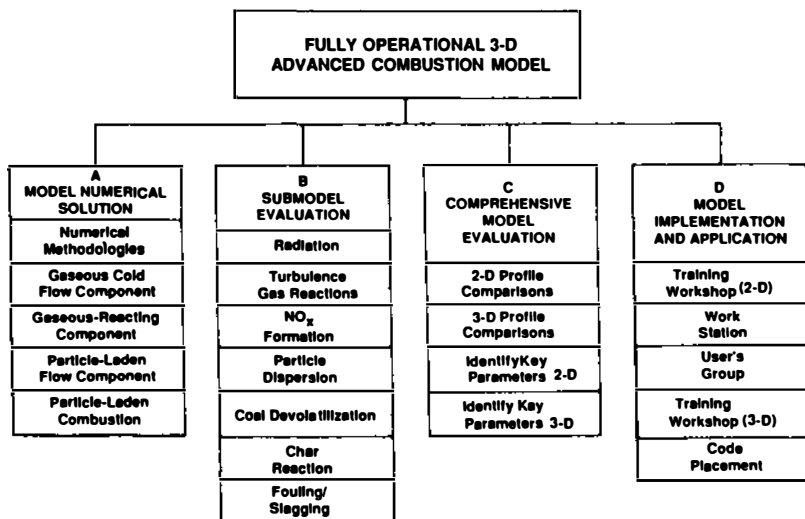 FULLY OPERATIONAL 3-D
ADVANCED COMBUSTION MODEL
A
MODEL NUMERICAL
SOLUTION
Numerical
Methodologies
Gaseous Cold
Flow Component
Gaseous-Reacting
Component
Particle-Laden
Flow Component
Particle-Laden
Combustion
B
SUBMODEL
EVALUATION
Radiation
Turbulence
Gas Reactions
NOx
Formation
Particle
Dispersion
Coal Devolatilization
Char
Reaction
Fouling/
Slagging
C
COMPREHENSIVE
MODEL
EVALUATION
2-D Profile
Comparisons
3-D Profile
Comparisons
Identify Key
Parameters 2-D
Identify Key
Parameters 3-D
D
MODEL
IMPLEMENTATION
AND APPLICATION
Training
Workshop (2-D)
Work
Station
User's
Group
Training
Workshop (3-D)
Code
Placement